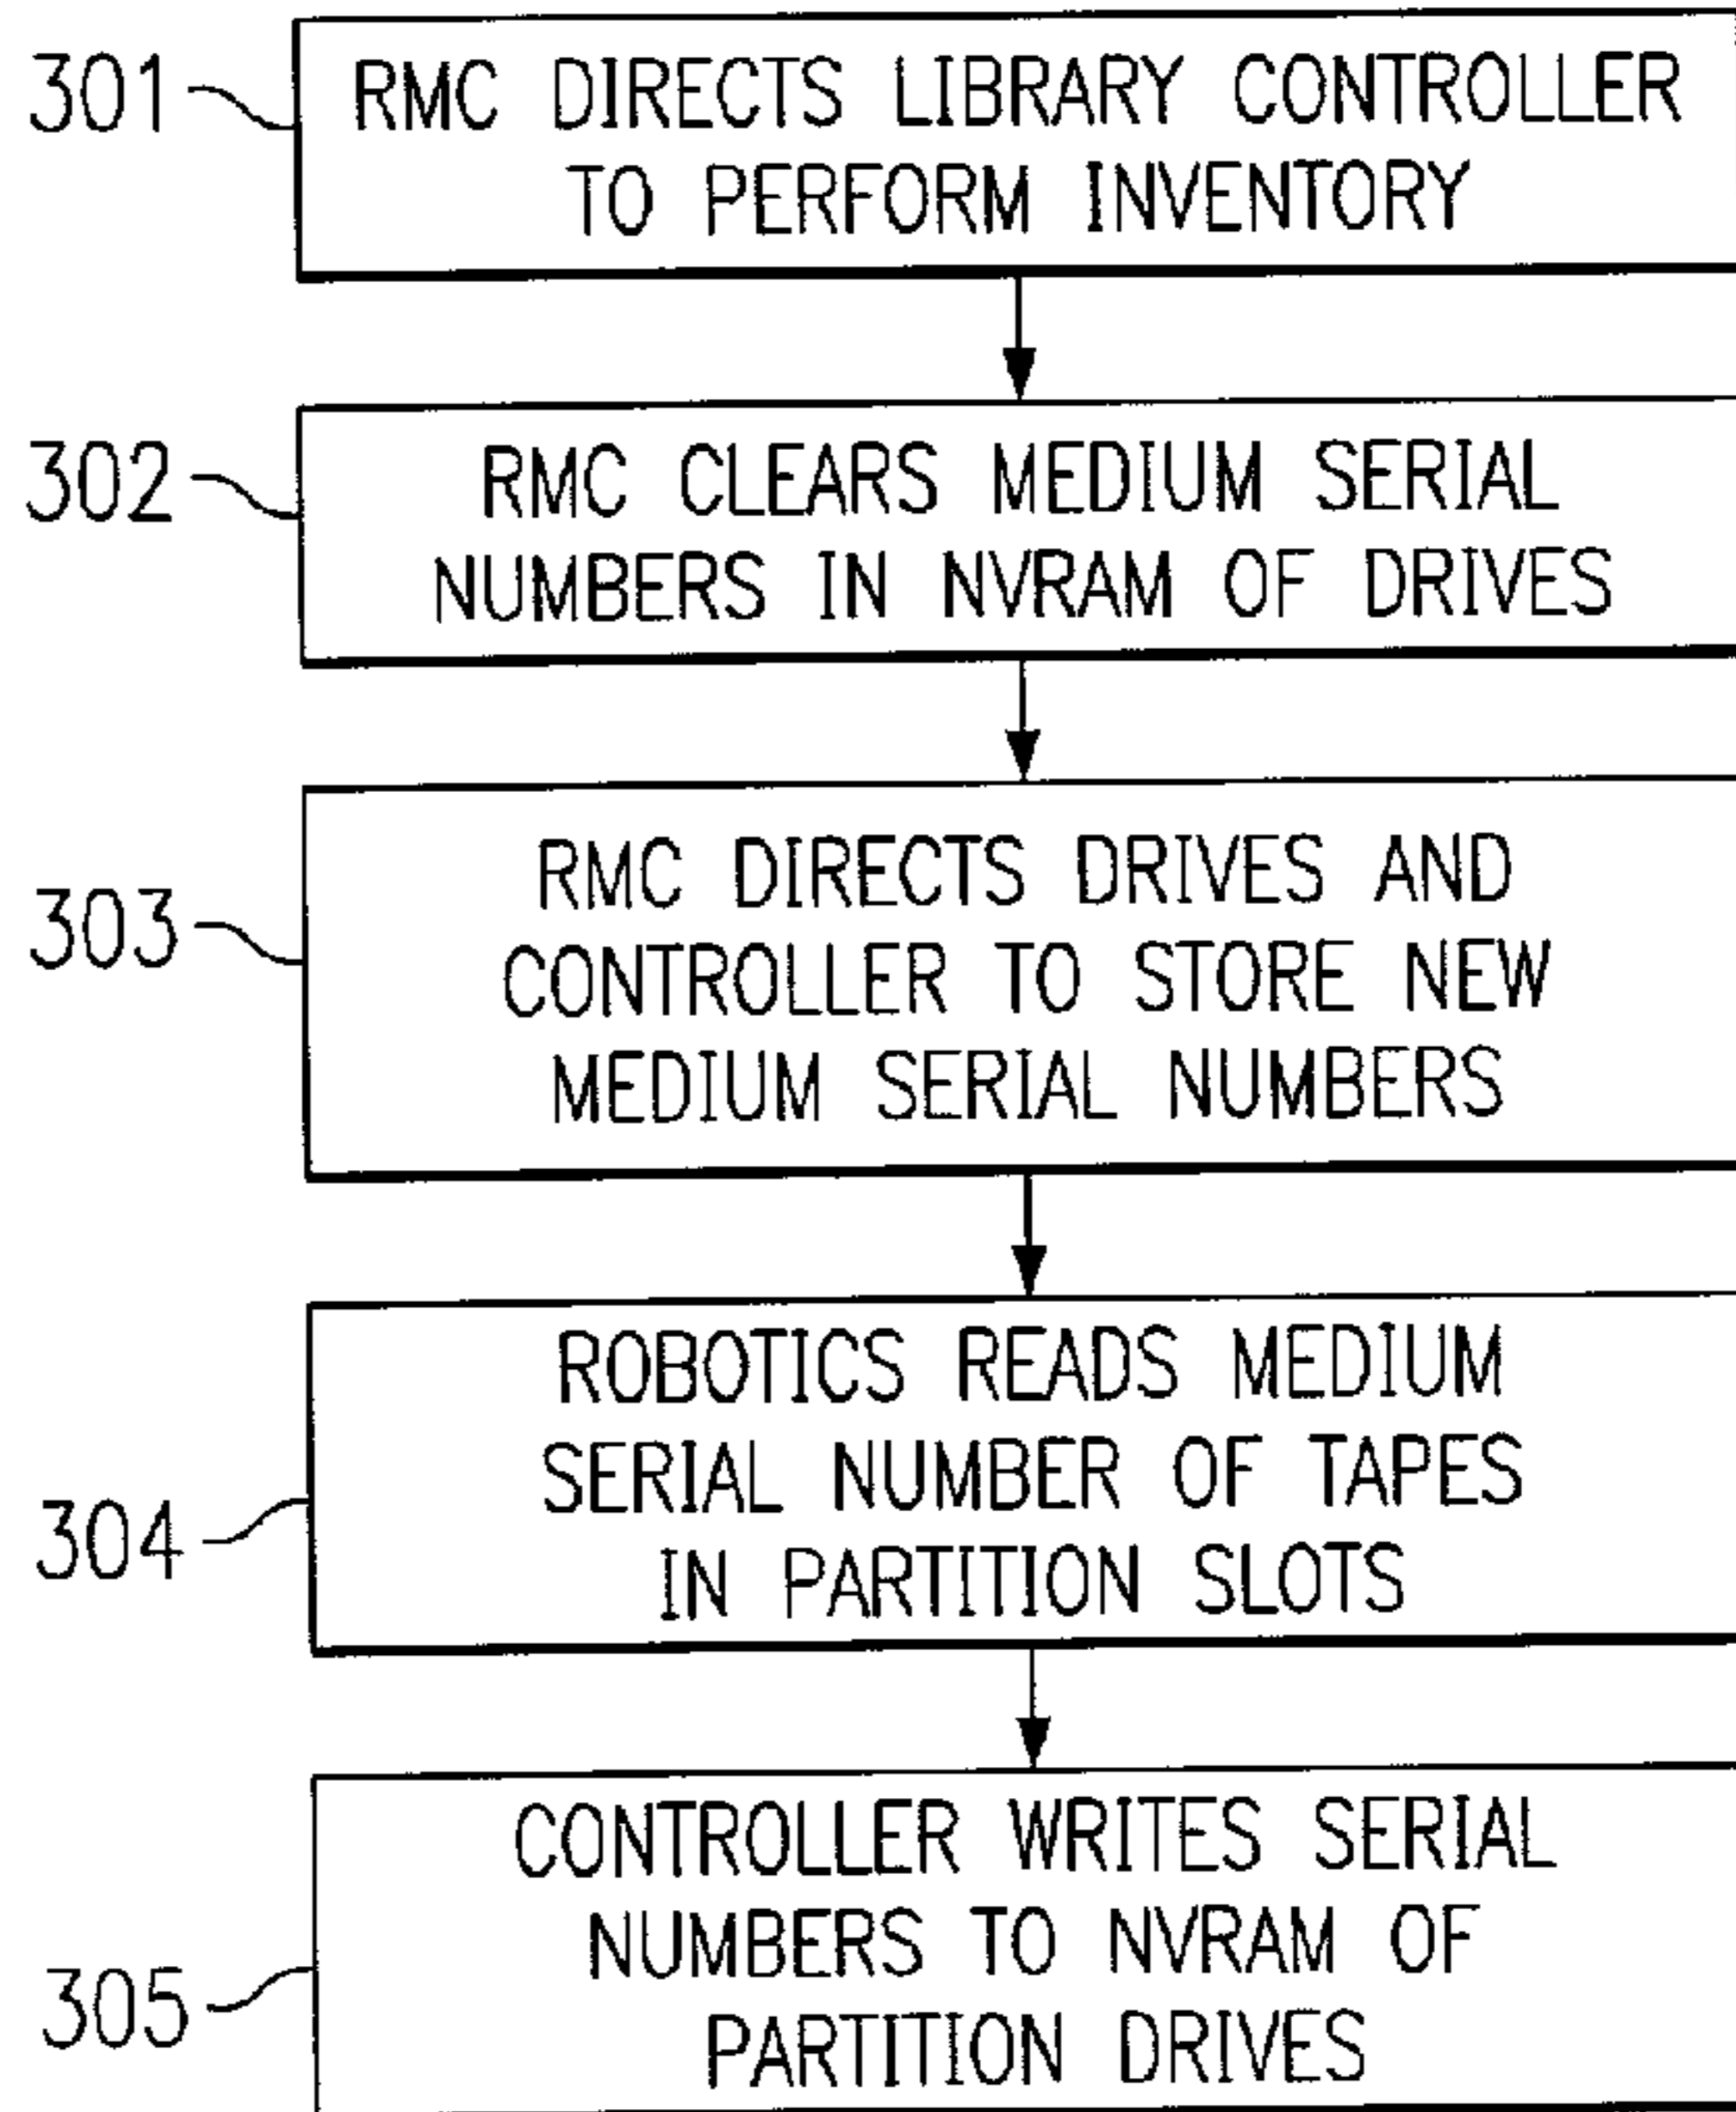 301
RMC DIRECTS LIBRARY CONTROLLER
TO PERFORM INVENTORY
302
RMC CLEARS MEDIUM SERIAL
NUMBERS IN NVRAM OF DRIVES
303
RMC DIRECTS DRIVES AND
CONTROLLER TO STORE NEW
MEDIUM SERIAL NUMBERS
304
ROBOTICS READS MEDIUM
SERIAL NUMBER OF TAPES
IN PARTITION SLOTS
305
CONTROLLER WRITES SERIAL
NUMBERS TO NVRAM OF
PARTITION DRIVES